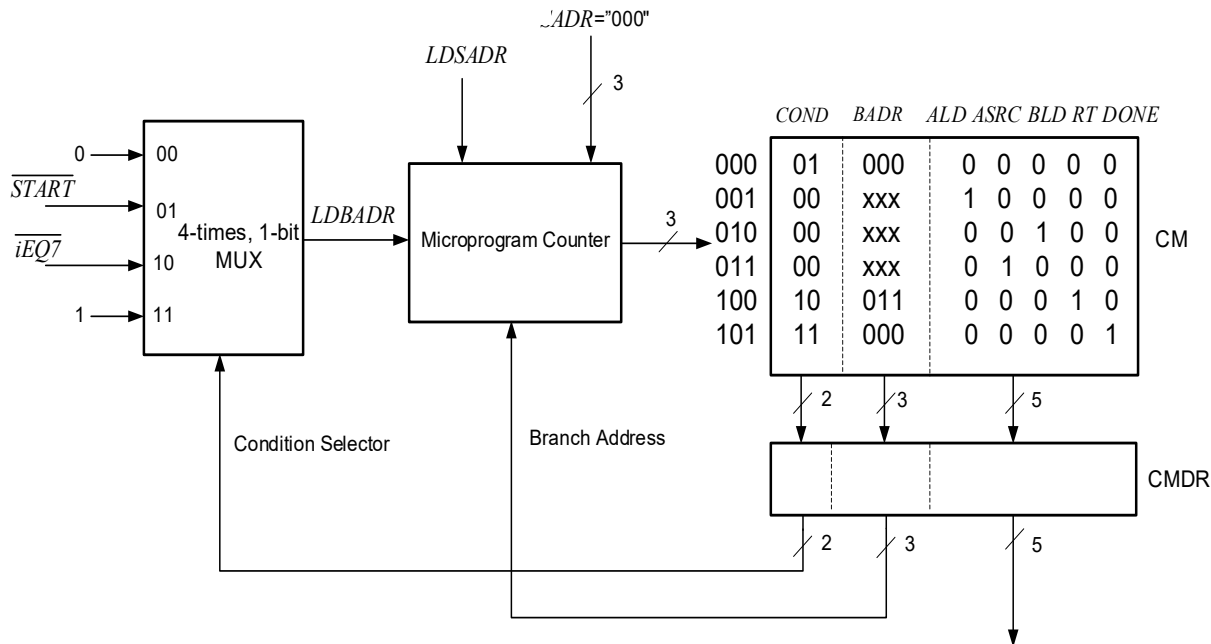 ADR="000"
LDSADR
3
COND BADR ALD ASRC BLD RT DONE
0 00
START 01
iEQ7 10
1 11
4-times, 1-bit
MUX
LDBADR
Microprogram Counter
3
000 01 000 0 0 0 0 0
001 00 xxx 1 0 0 0 0
010 00 xxx 0 0 1 0 0
011 00 xxx 0 1 0 0 0
100 10 011 0 0 0 1 0
101 11 000 0 0 0 0 1
CM
2 3 5
Condition Selector
Branch Address
CMDR
2 3 5